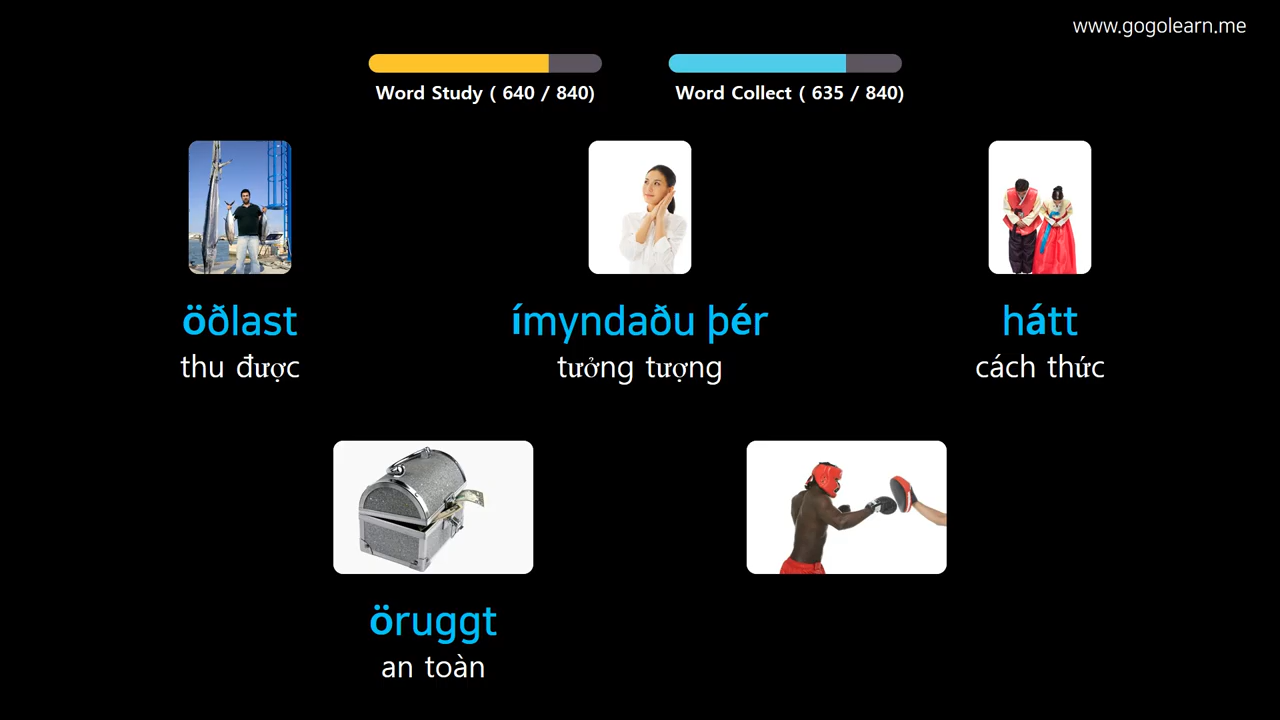 www.gogolearn.me
Word Study ( 640 / 840)
Word Collect ( 635 / 840)
öðlast
thu được
ímyndaðu þér
tưởng tượng
hátt
cách thức
öruggt
an toàn